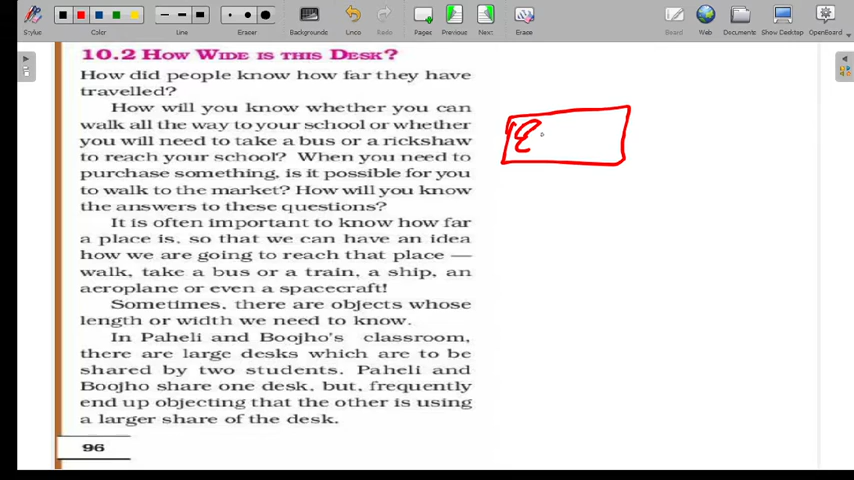 Stylus
Color
Line
Eraser
Backgrounds
Undo
Pages
Previous
Next
Erase
Board
Web
Documents
Show Desktop
OpenBoard
10.2 HOW WIDE IS THIS DESK?
How did people know how far they have
travelled?
How will you know whether you can
walk all the way to your school or whether
you will need to take a bus or a rickshaw
to reach your school? When you need to
purchase something, is it possible for you
to walk to the market? How will you know
the answers to these questions?
It is often important to know how far
a place is, so that we can have an idea
how we are going to reach that place —
walk, take a bus or a train, a ship, an
aeroplane or even a spacecraft!
Sometimes, there are objects whose
length or width we need to know.
In Paheli and Boojho's classroom,
there are large desks which are to be
shared by two students. Paheli and
Boojho share one desk, but, frequently
end up objecting that the other is using
a larger share of the desk.
96